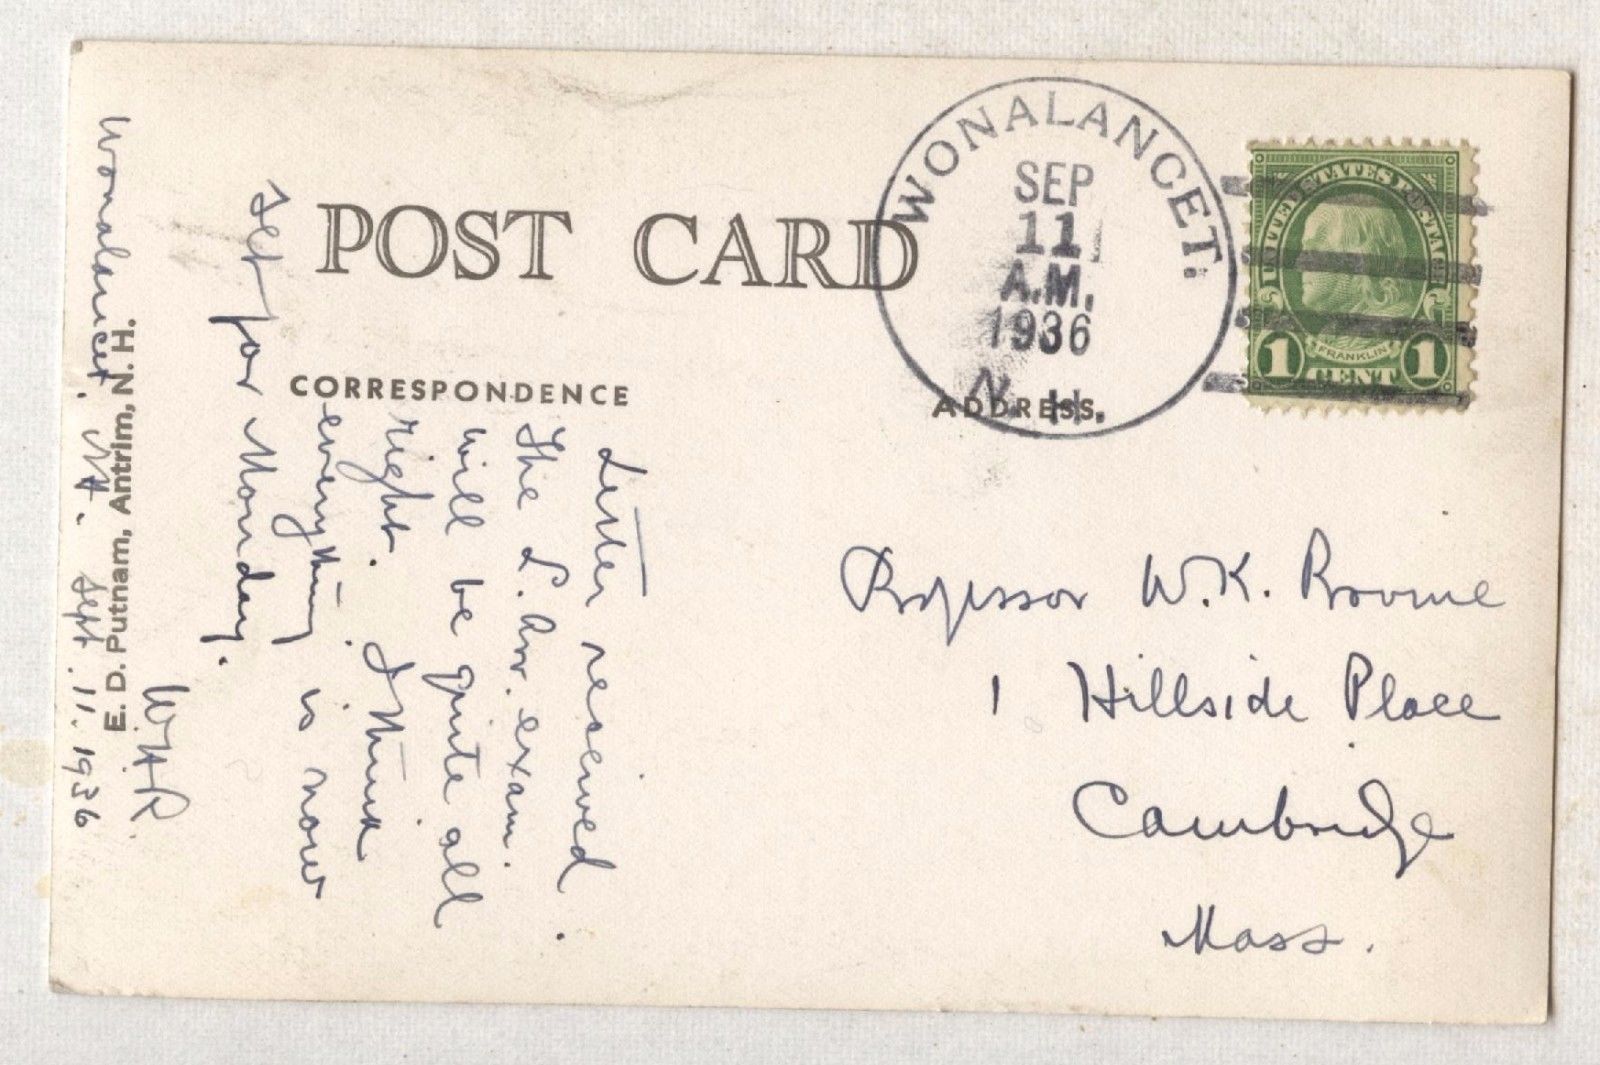 POST CARD
CORRESPONDENCE
ADDRESS.
WONALANCET.
SEP
11
A.M.
1936
N.H.
UNITED STATES POSTAGE
FRANKLIN
1 CENT 1
Letter received.
The L. Arr. exam.
will be quite all
right. I think
everything is now
set for Monday.
WHR.
Wonalancet. NH. Sept. 11. 1936
E. D. Putnam, Antrim, N. H.
Professor W.K.
1 Hillside Place
Cambridge
Mass.